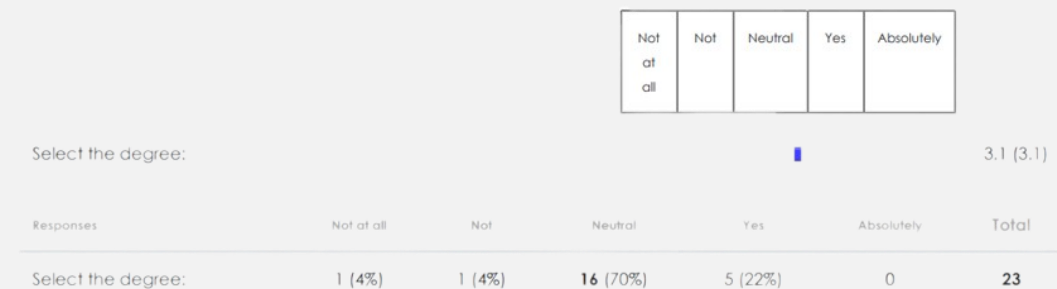 Not at all Not Neutral Yes Absolutely
Select the degree: 3.1 (3.1)
Responses Not at all Not Neutral Yes Absolutely Total
Select the degree: 1 (4%) 1 (4%) 16 (70%) 5 (22%) 0 23